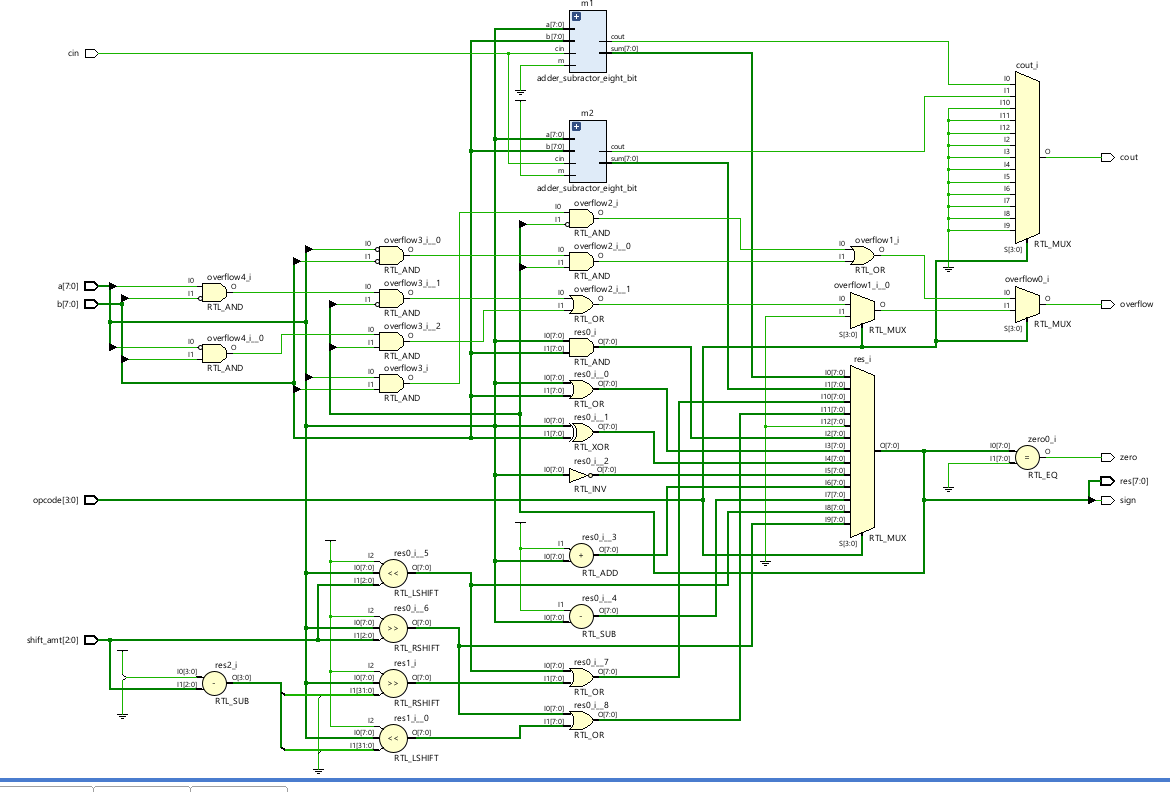 m1
a[7:0]
b[7:0]
cin
m
cout
sum[7:0]
adder_subractor_eight_bit
cin
m2
a[7:0]
b[7:0]
cin
m
cout
sum[7:0]
adder_subractor_eight_bit
cout_i
I0
I1
I10
I11
I12
I2
I3
I4
I5
I6
I7
I8
I9
S[3:0]
O
RTL_MUX
cout
overflow2_i
I0
I1
O
RTL_AND
overflow3_i__0
I0
I1
O
RTL_AND
overflow2_i__0
I0
I1
O
RTL_AND
overflow1_i
I0
I1
O
RTL_OR
a[7:0]
b[7:0]
overflow4_i
I0
I1
O
RTL_AND
overflow3_i__1
I0
I1
O
RTL_AND
overflow2_i__1
I0
I1
O
RTL_OR
overflow1_i__0
I0
I1
S[3:0]
O
RTL_MUX
overflow0_i
I0
I1
S[3:0]
O
RTL_MUX
overflow
overflow4_i__0
I0
I1
O
RTL_AND
overflow3_i__2
I0
I1
O
RTL_AND
res0_i
I0[7:0]
I1[7:0]
O[7:0]
RTL_AND
overflow3_i
I0
I1
O
RTL_AND
res0_i__0
I0[7:0]
I1[7:0]
O[7:0]
RTL_OR
res0_i__1
I0[7:0]
I1[7:0]
O[7:0]
RTL_XOR
res0_i__2
I0[7:0]
O[7:0]
RTL_INV
res_i
I0[7:0]
I1[7:0]
I10[7:0]
I11[7:0]
I12[7:0]
I2[7:0]
I3[7:0]
I4[7:0]
I5[7:0]
I6[7:0]
I7[7:0]
I8[7:0]
I9[7:0]
S[3:0]
O[7:0]
RTL_MUX
zero0_i
I0[7:0]
I1[7:0]
=
O
RTL_EQ
zero
res[7:0]
sign
opcode[3:0]
res0_i__3
I1
I0[7:0]
+
O[7:0]
RTL_ADD
res0_i__5
I2
I0[7:0]
I1[2:0]
<<
O[7:0]
RTL_LSHIFT
res0_i__4
I1
I0[7:0]
-
O[7:0]
RTL_SUB
res0_i__6
I2
I0[7:0]
I1[2:0]
>>
O[7:0]
RTL_RSHIFT
shift_amt[2:0]
res2_i
I0[3:0]
I1[2:0]
-
O[3:0]
RTL_SUB
res1_i
I2
I0[7:0]
I1[31:0]
>>
O[7:0]
RTL_RSHIFT
res0_i__7
I0[7:0]
I1[7:0]
O[7:0]
RTL_OR
res1_i__0
I2
I0[7:0]
I1[31:0]
<<
O[7:0]
RTL_LSHIFT
res0_i__8
I0[7:0]
I1[7:0]
O[7:0]
RTL_OR